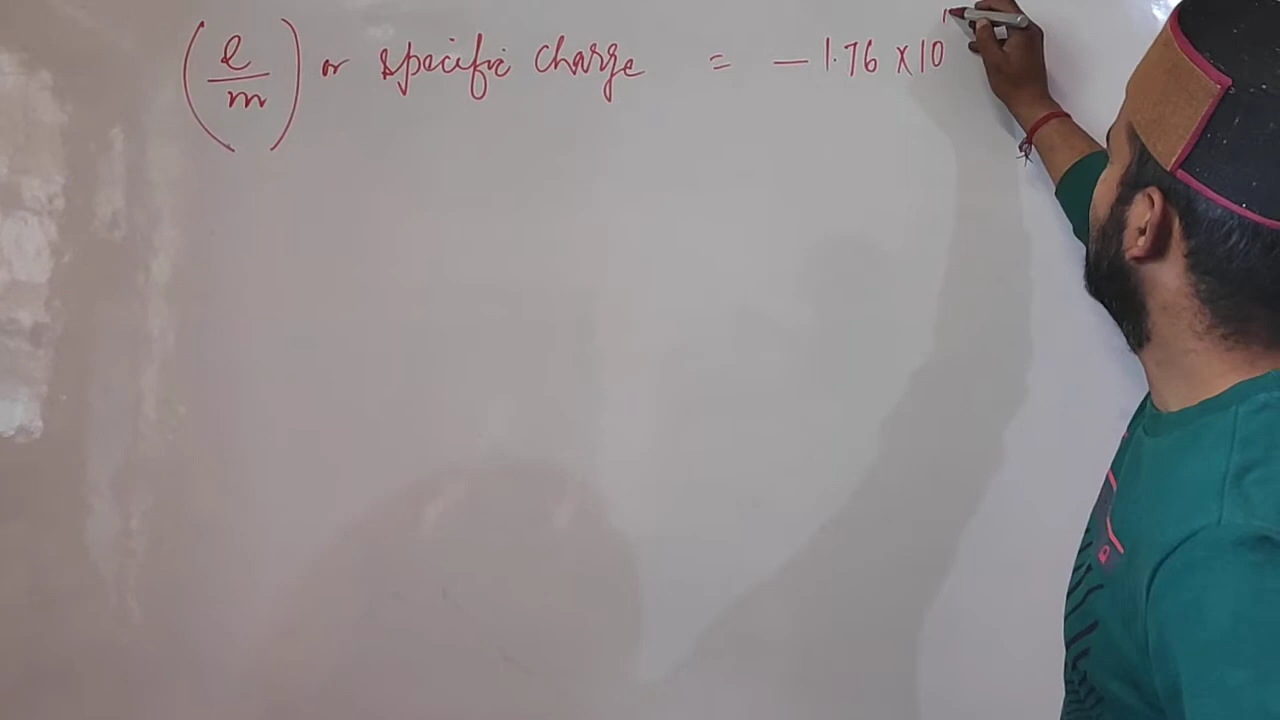 (e/m) or specific charge = – 1.76 × 10